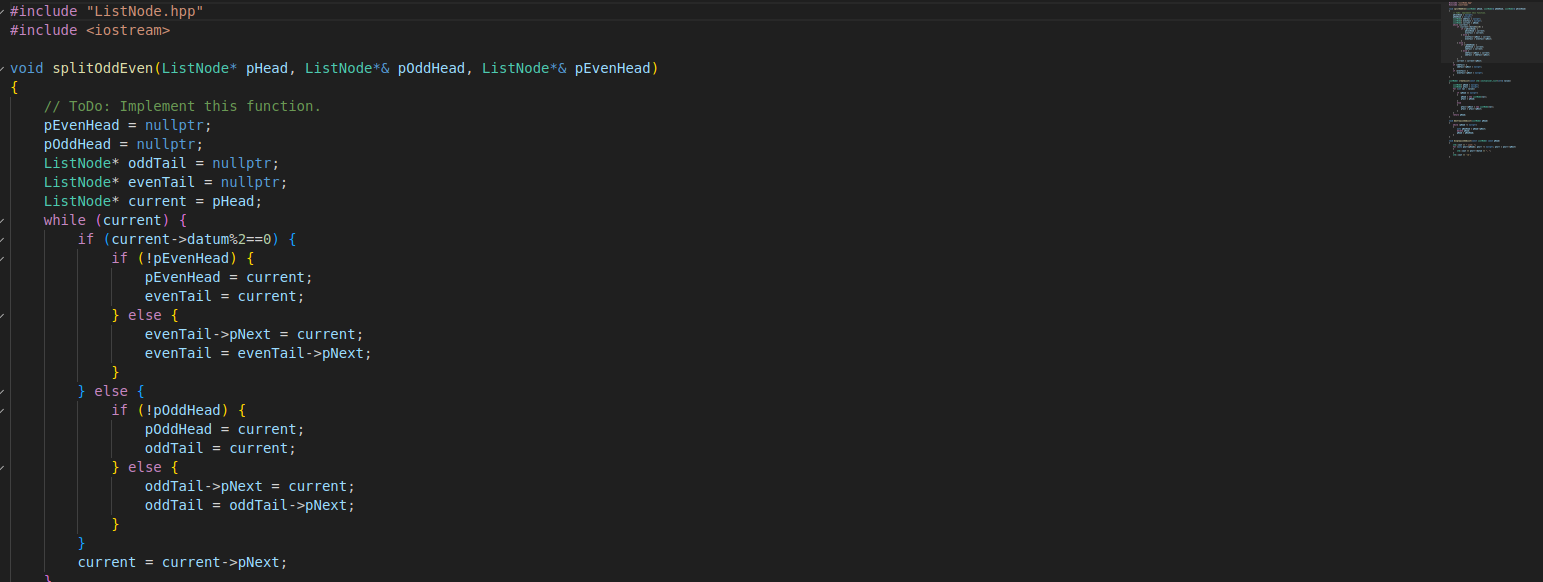 #include "ListNode.hpp"
#include <iostream>

void splitOddEven(ListNode* pHead, ListNode*& pOddHead, ListNode*& pEvenHead)
{
    // ToDo: Implement this function.
    pEvenHead = nullptr;
    pOddHead = nullptr;
    ListNode* oddTail = nullptr;
    ListNode* evenTail = nullptr;
    ListNode* current = pHead;
    while (current) {
        if (current->datum%2==0) {
            if (!pEvenHead) {
                pEvenHead = current;
                evenTail = current;
            } else {
                evenTail->pNext = current;
                evenTail = evenTail->pNext;
            }
        } else {
            if (!pOddHead) {
                pOddHead = current;
                oddTail = current;
            } else {
                oddTail->pNext = current;
                oddTail = oddTail->pNext;
            }
        }
        current = current->pNext;
    }